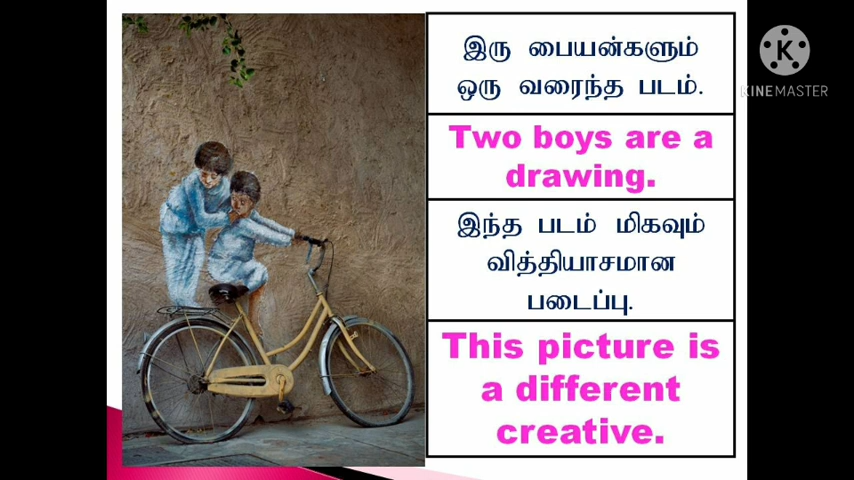 இரு பையன்களும்
ஒரு வரைந்த படம்.
Two boys are a
drawing.
இந்த படம் மிகவும்
வித்தியாசமான
படைப்பு.
This picture is
a different
creative.
K
KINEMASTER